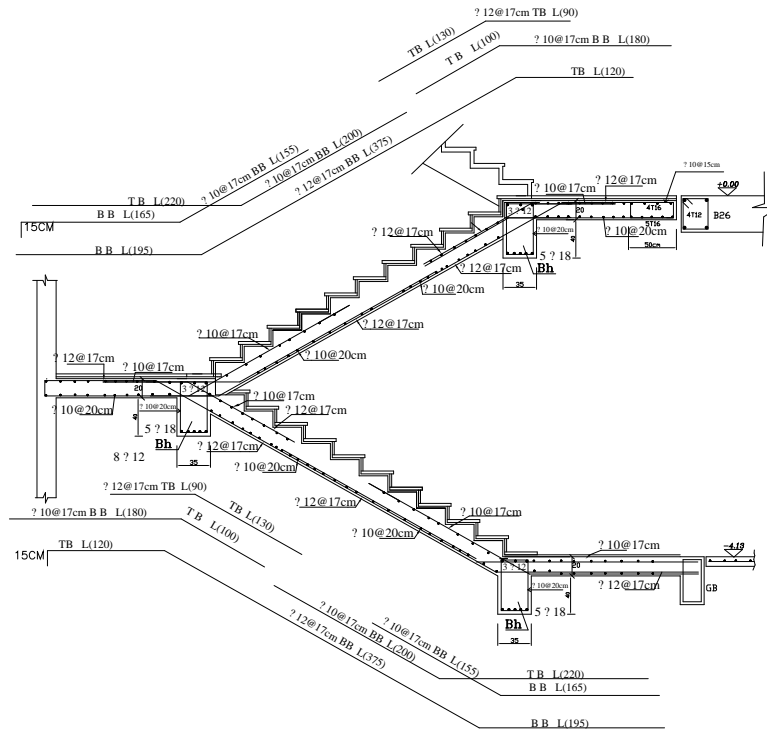 ? 12@17cm TB L(90)
TB L(130)
T B L(100)
? 10@17cm B B L(180)
TB L(120)
? 10@17cm BB L(155)
? 10@17cm BB L(200)
? 12@17cm BB L(375)
T B L(220)
B B L(165)
15CM
B B L(195)
? 10@15cm
? 12@17cm
? 10@17cm
+0.00
3 ? 12
20
4T16
4T12
B26
5T16
? 12@17cm
? 10@20cm
40
? 10@20cm
50cm
Bh
5 ? 18
? 12@17cm
35
? 10@20cm
? 12@17cm
? 10@17cm
? 10@20cm
? 12@17cm
? 10@17cm
20
3 ? 12
? 10@17cm
? 10@20cm
? 10@20cm
? 12@17cm
40
5 ? 18
Bh
? 12@17cm
8 ? 12
35
? 10@20cm
? 12@17cm TB L(90)
? 12@17cm
? 10@17cm
TB L(130)
? 10@17cm B B L(180)
T B L(100)
? 10@20cm
? 10@17cm
-4.13
15CM
TB L(120)
3 ? 12
20
? 10@20cm
? 12@17cm
40
GB
5 ? 18
Bh
35
? 10@17cm BB L(155)
? 10@17cm BB L(200)
? 12@17cm BB L(375)
T B L(220)
B B L(165)
B B L(195)